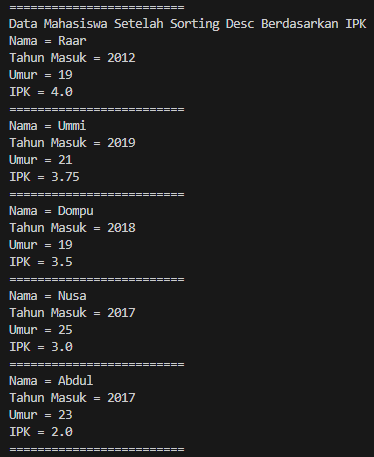 =========================
Data Mahasiswa Setelah Sorting Desc Berdasarkan IPK
Nama = Raar
Tahun Masuk = 2012
Umur = 19
IPK = 4.0
=========================
Nama = Ummi
Tahun Masuk = 2019
Umur = 21
IPK = 3.75
=========================
Nama = Dompu
Tahun Masuk = 2018
Umur = 19
IPK = 3.5
=========================
Nama = Nusa
Tahun Masuk = 2017
Umur = 25
IPK = 3.0
=========================
Nama = Abdul
Tahun Masuk = 2017
Umur = 23
IPK = 2.0
=========================